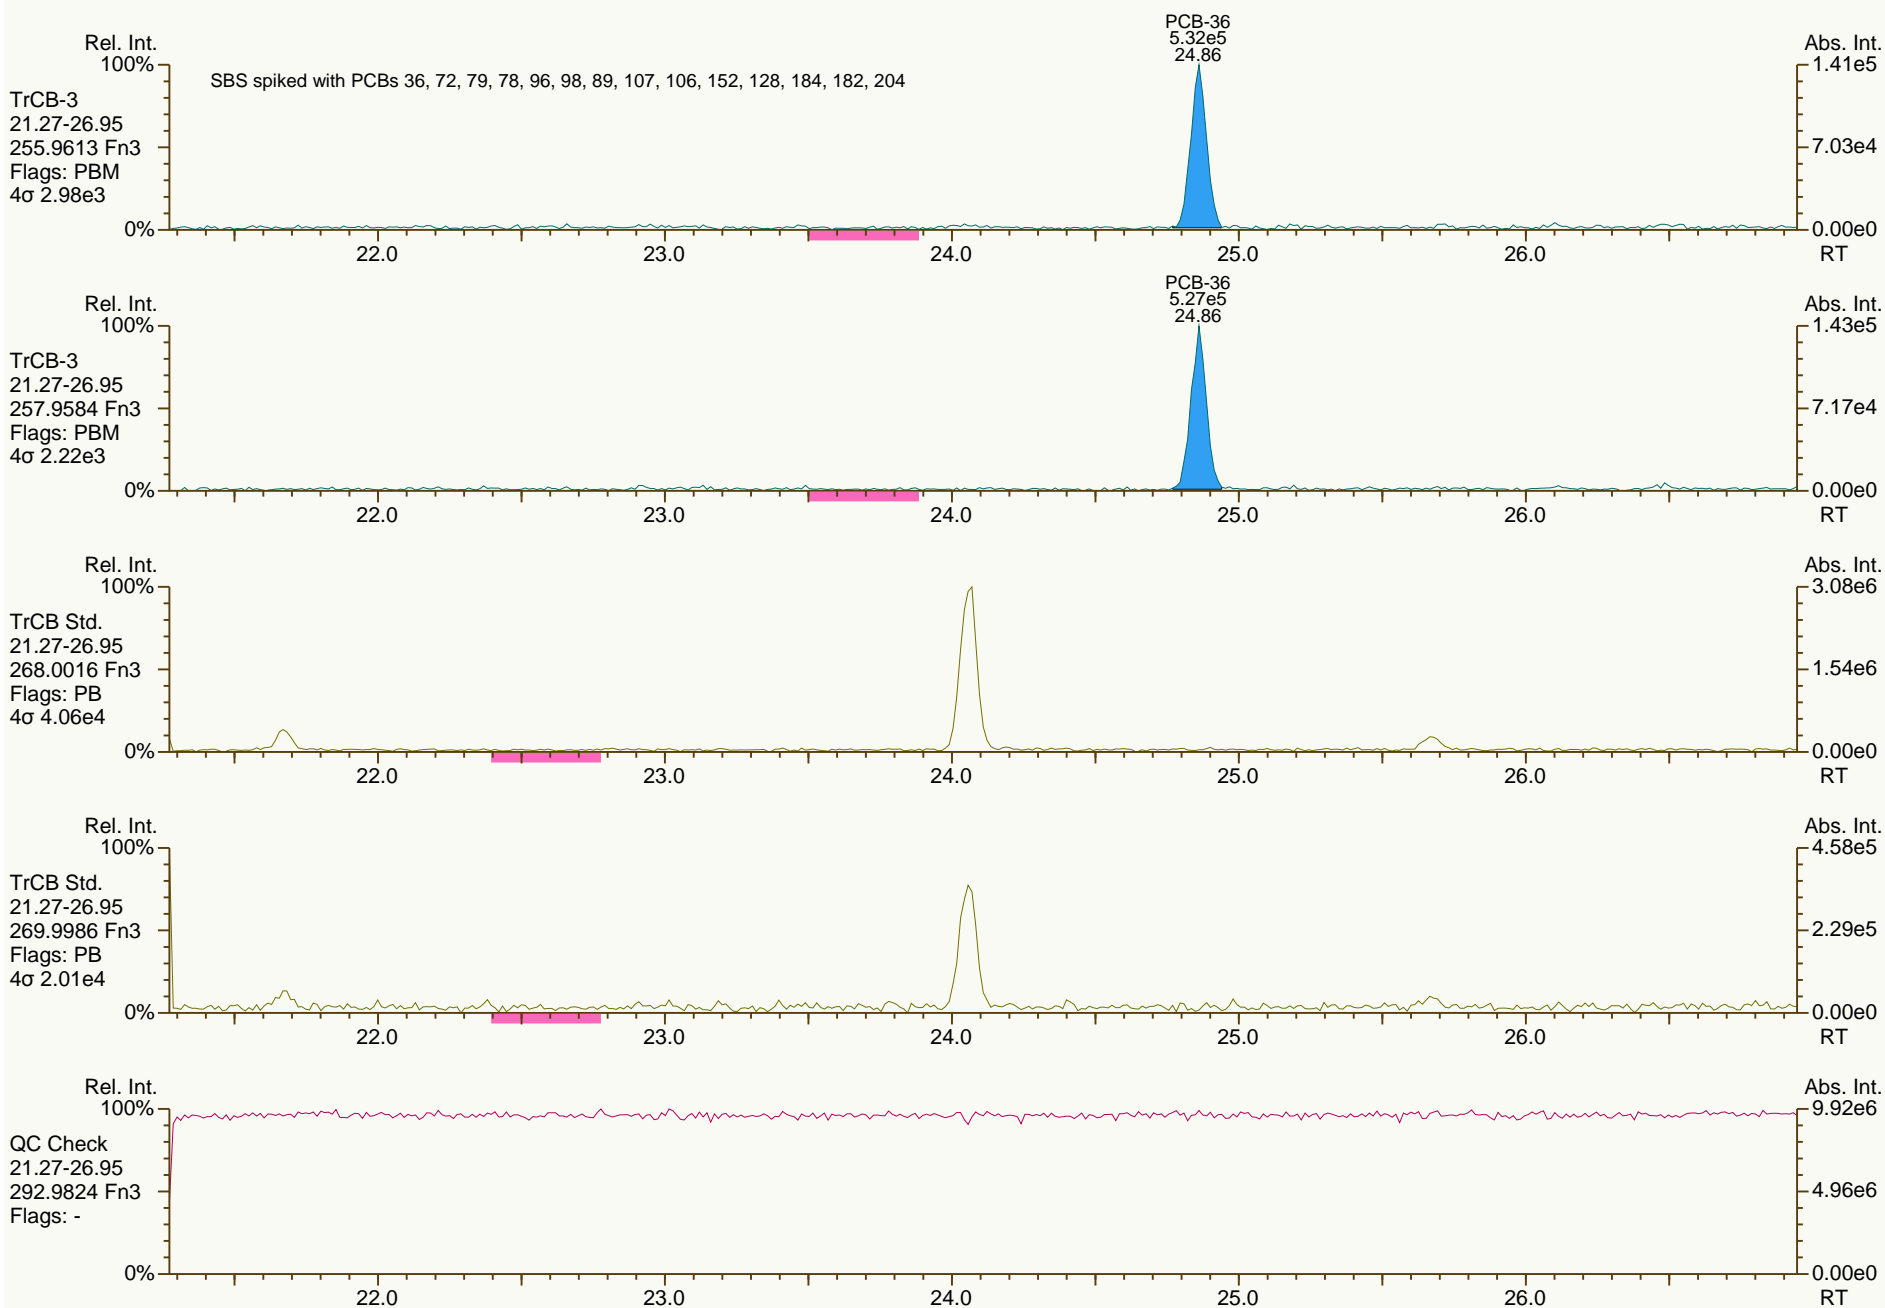 PCB-36
5.32e5
24.86
Rel. Int.
Abs. Int.
100%
1.41e5
SBS spiked with PCBs 36, 72, 79, 78, 96, 98, 89, 107, 106, 152, 128, 184, 182, 204
TrCB-3
21.27-26.95
255.9613 Fn3
7.03e4
Flags: PBM
4σ 2.98e3
0%
0.00e0
22.0 23.0 24.0 25.0 26.0 RT
PCB-36
5.27e5
24.86
Rel. Int.
Abs. Int.
100%
1.43e5
TrCB-3
21.27-26.95
257.9584 Fn3
7.17e4
Flags: PBM
4σ 2.22e3
0%
0.00e0
22.0 23.0 24.0 25.0 26.0 RT
Rel. Int.
Abs. Int.
100%
3.08e6
TrCB Std.
21.27-26.95
268.0016 Fn3
1.54e6
Flags: PB
4σ 4.06e4
0%
0.00e0
22.0 23.0 24.0 25.0 26.0 RT
Rel. Int.
Abs. Int.
100%
4.58e5
TrCB Std.
21.27-26.95
269.9986 Fn3
2.29e5
Flags: PB
4σ 2.01e4
0%
0.00e0
22.0 23.0 24.0 25.0 26.0 RT
Rel. Int.
Abs. Int.
100%
9.92e6
QC Check
21.27-26.95
292.9824 Fn3
4.96e6
Flags: -
0%
0.00e0
22.0 23.0 24.0 25.0 26.0 RT